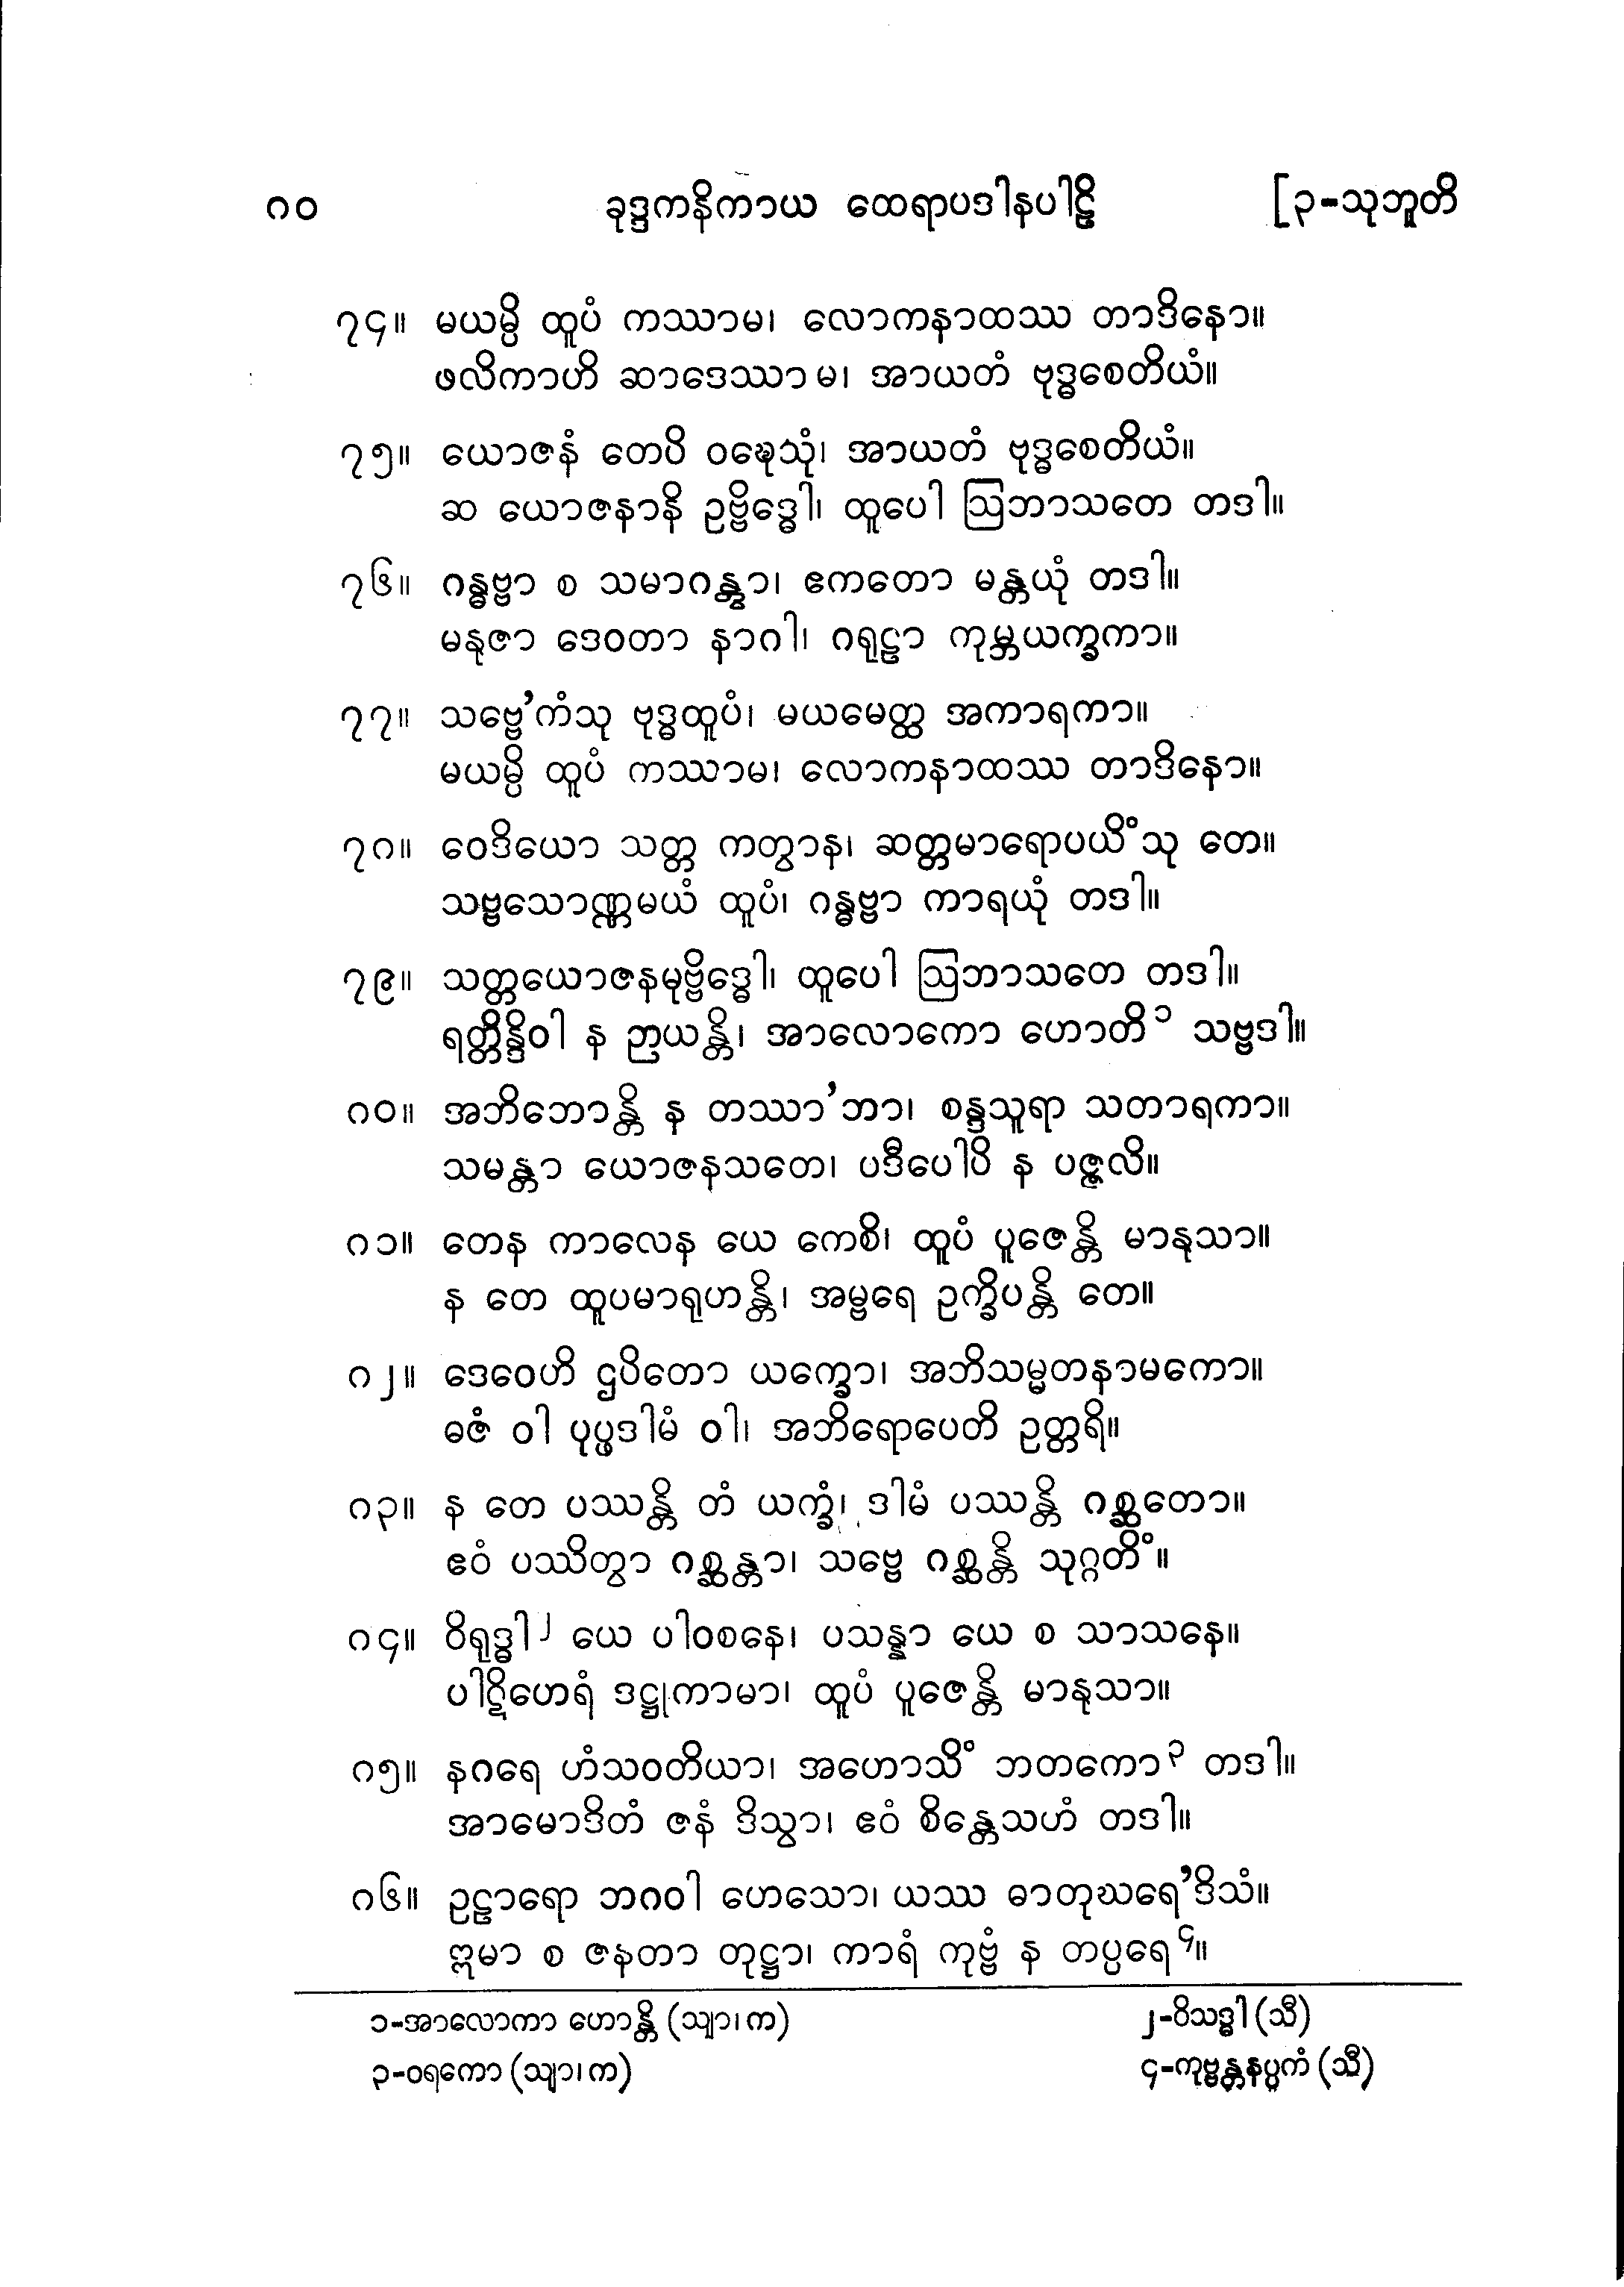 ၈၀ ခုဒ္ဒကနိကာယ ထေရာပဒါနပါဠိ [၃-သုဘူတိ
၇၄။ မယမ္ပိ ထူပံ ကဿာမ၊ လောကနာထဿ တာဒိနော။
ဖလိကာဟိ ဆာဒေဿာမ၊ အာယတံ ဗုဒ္ဓစေတိယံ။
၇၅။ ယောဇနံ တေပိ ဝဍ္ဎေသုံ၊ အာယတံ ဗုဒ္ဓစေတိယံ။
ဆ ယောဇနာနိ ဥဗ္ဗိဒ္ဓေါ၊ ထူပေါ ဩဘာသတေ တဒါ။
၇၆။ ဂန္ဓဗ္ဗာ စ သမာဂန္တွာ၊ ဧကတော မန္တယုံ တဒါ။
မနုဇာ ဒေဝတာ နာဂါ၊ ဂရုဠာ ကုမ္ဘယက္ခကာ။
၇၇။ သဗ္ဗေ’ကံသု ဗုဒ္ဓထူပံ၊ မယမေတ္ထ အကာရကာ။
မယမ္ပိ ထူပံ ကဿာမ၊ လောကနာထဿ တာဒိနော။
၇၈။ ဝေဒိယော သတ္တ ကတွာန၊ ဆတ္တမာရောပယိံသု တေ။
သဗ္ဗသောဏ္ဏမယံ ထူပံ၊ ဂန္ဓဗ္ဗာ ကာရယုံ တဒါ။
၇၉။ သတ္တယောဇနမုဗ္ဗိဒ္ဓေါ၊ ထူပေါ ဩဘာသတေ တဒါ။
ရတ္တိန္ဒိဝါ န ဉာယန္တိ၊ အာလောကော ဟောတိ၁ သဗ္ဗဒါ။
၈၀။ အဘိဘောန္တိ န တဿာ’ဘာ၊ စန္ဒသူရာ သတာရကာ။
သမန္တာ ယောဇနသတေ၊ ပဒီပေါပိ န ပဇ္ဇလိ။
၈၁။ တေန ကာလေန ယေ ကေစိ၊ ထူပံ ပူဇေန္တိ မာနုသာ။
န တေ ထူပမာရုဟန္တိ၊ အမ္ဗရေ ဥက္ခိပန္တိ တေ။
၈၂။ ဒေဝေဟိ ဌပိတော ယက္ခော၊ အဘိသမ္မတနာမကော။
ဓဇံ ဝါ ပုပ္ဖဒါမံ ဝါ၊ အဘိရောပေတိ ဥတ္တရိ။
၈၃။ န တေ ပဿန္တိ တံ ယက္ခံ၊ ဒါမံ ပဿန္တိ ဂစ္ဆတော။
ဧဝံ ပဿိတွာ ဂစ္ဆန္တာ၊ သဗ္ဗေ ဂစ္ဆန္တိ သုဂ္ဂတိံ။
၈၄။ ဝိရုဒ္ဓါ၂ ယေ ပါဝစနေ၊ ပသန္နာ ယေ စ သာသနေ။
ပါဋိဟေရံ ဒဋ္ဌုကာမာ၊ ထူပံ ပူဇေန္တိ မာနုသာ။
၈၅။ နဂရေ ဟံသဝတိယာ၊ အဟောသိံ ဘတကော၃ တဒါ။
အာမောဒိတံ ဇနံ ဒိသွာ၊ ဧဝံ စိန္တေသဟံ တဒါ။
၈၆။ ဥဠာရော ဘဂဝါ ဟေသော၊ ယဿ ဓာတုဃရေ’ဒိသံ။
ဣမာ စ ဇနတာ တုဋ္ဌာ၊ ကာရံ ကုဗ္ဗံ န တပ္ပရေ၄။
၁-အာလောကာ ဟောန္တိ (သျာ၊က) ၂-ဝိသဒ္ဓါ (သီ)
၃-ဝရကော (သျာ၊က) ၄-ကုဗ္ဗန္တနပ္ပကံ (သီ)